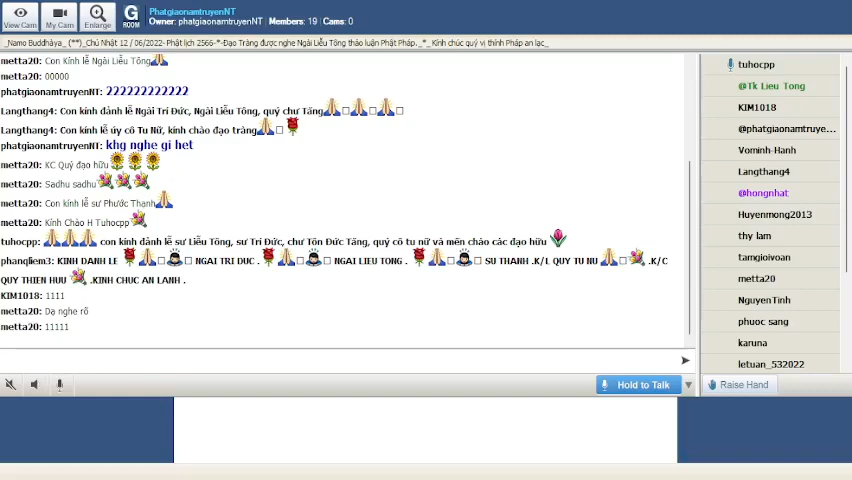 View Cam
My Cam
Enlarge
G
ROOM
PhatgiaonamtruyenNT
Owner: phatgiaonamtruyenNT | Members: 19 | Cams: 0
_Namo Buddhàya_ (**)_Chủ Nhật 12 / 06/2022- Phật lịch 2566-*-Đạo Tràng được nghe Ngài Liễu Tông thảo luận Phật Pháp. _*_ Kính chúc quý vị thính Pháp an lạc_
metta20: Con Kính lễ Ngài Liễu Tông
metta20: 00000
phatgiaonamtruyenNT: 222222222222
Langthang4: Con kính đảnh lễ Ngài Trí Đức, Ngài Liễu Tông, quý chư Tăng
Langthang4: Con kính lễ úy cô Tu Nữ, kính chào đạo tràng
phatgiaonamtruyenNT: khg nghe gi het
metta20: KC Quý đạo hữu
metta20: Sadhu sadhu
metta20: Con kính lễ sư Phước Thạnh
metta20: Kính Chào H Tuhocpp
tuhocpp: con kính đảnh lễ sư Liễu Tông, sư Trí Đức, chư Tôn Đức Tăng, quý cô tu nữ và mến chào các đạo hữu
phanqliem3: KINH DANH LE NGAI TRI DUC . NGAI LIEU TONG . SU THANH .K/L QUY TU NU .K/C
QUY THIEN HUU .KINH CHUC AN LANH .
KIM1018: 1111
metta20: Dạ nghe rõ
metta20: 11111
Hold to Talk
Raise Hand
tuhocpp
@Tk Lieu Tong
KIM1018
@phatgiaonamtruye...
Vominh-Hanh
Langthang4
@hongnhat
Huyenmong2013
thy lam
tamgioivoan
metta20
NguyenTinh
phuoc sang
karuna
letuan_532022